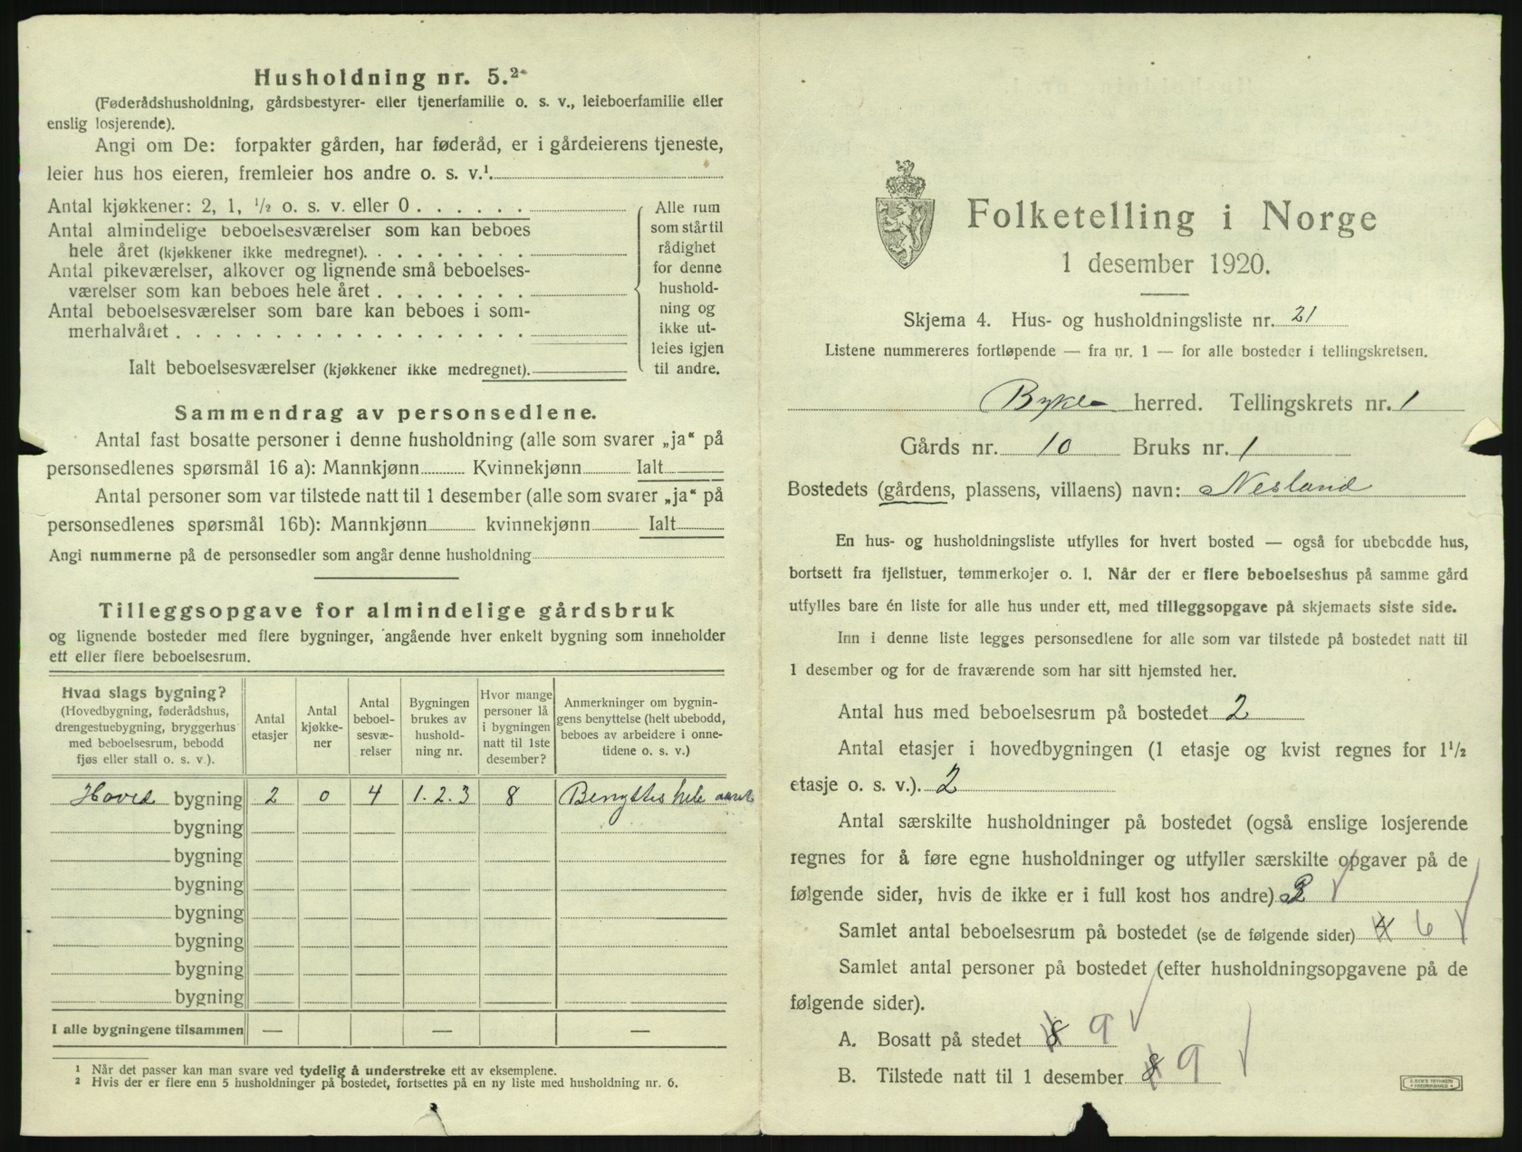 Husholdning nr. 5.²
(Føderådshusholdning, gårdsbestyrer- eller tjenerfamilie o. s. v., leieboerfamilie eller
enslig losjerende).
Angi om De: forpakter gården, har føderåd, er i gårdeierens tjeneste,
leier hus hos eieren, fremleier hos andre o. s. v.¹
Antal kjøkkener: 2, 1, ½ o. s. v. eller 0 . . . . . .
Antal almindelige beboelsesværelser som kan beboes
hele året (kjøkkener ikke medregnet). . . . . . . . .
Antal pikeværelser, alkover og lignende små beboelses-
værelser som kan beboes hele året . . . . . . . .
Antal beboelsesværelser som bare kan beboes i som-
merhalvåret . . . . . . . . . . . . . . . . . .
Ialt beboelsesværelser (kjøkkener ikke medregnet).
Alle rum
som står til
rådighet
for denne
hushold-
ning og
ikke ut-
leies igjen
til andre.
Sammendrag av personsedlene.
Antal fast bosatte personer i denne husholdning (alle som svarer „ja“ på
personsedlenes spørsmål 16 a): Mannkjønn Kvinnekjønn Ialt
Antal personer som var tilstede natt til 1 desember (alle som svarer „ja“ på
personsedlenes spørsmål 16b): Mannkjønn kvinnekjønn Ialt
Angi nummerne på de personsedler som angår denne husholdning
Tilleggsopgave for almindelige gårdsbruk
og lignende bosteder med flere bygninger, angående hver enkelt bygning som inneholder
ett eller flere beboelsesrum.
Hvad slags bygning?
(Hovedbygning, føderådshus,
drengestuebygning, bryggerhus
med beboelsesrum, bebodd
fjøs eller stall o. s. v.).
Antal
etasjer
Antal
kjøkke-
ner
Antal
beboel-
sesvæ-
relser
Bygningen
brukes av
hushold-
ning nr.
Hvor mange
personer lå
i bygningen
natt til 1ste
desember?
Anmerkninger om bygnin-
gens benyttelse (helt ubebodd,
beboes av arbeidere i onne-
tidene o. s. v.)
Hoved bygning 2 0 4 1. 2. 3 8 Benyttes hele aaret
bygning
bygning
bygning
bygning
bygning
bygning
bygning
I alle bygningene tilsammen — — —
¹ Når det passer kan man svare ved tydelig å understreke ett av eksemplene.
² Hvis der er flere enn 5 husholdninger på bostedet, fortsettes på en ny liste med husholdning nr. 6.
Folketelling i Norge
1 desember 1920.
Skjema 4. Hus- og husholdningsliste nr. 21
Listene nummereres fortløpende — fra nr. 1 — for alle bosteder i tellingskretsen.
Bykle herred. Tellingskrets nr. 1
Gårds nr. 10 Bruks nr. 1
Bostedets (gårdens, plassens, villaens) navn: Nesland
En hus- og husholdningsliste utfylles for hvert bosted — også for ubebodde hus,
bortsett fra fjellstuer, tømmerkojer o. l. Når der er flere beboelseshus på samme gård
utfylles bare én liste for alle hus under ett, med tilleggsopgave på skjemaets siste side.
Inn i denne liste legges personsedlene for alle som var tilstede på bostedet natt til
1 desember og for de fraværende som har sitt hjemsted her.
Antal hus med beboelsesrum på bostedet 2
Antal etasjer i hovedbygningen (1 etasje og kvist regnes for 1½
etasje o. s. v.). 2
Antal særskilte husholdninger på bostedet (også enslige losjerende
regnes for å føre egne husholdninger og utfyller særskilte opgaver på de
følgende sider, hvis de ikke er i full kost hos andre) 3
Samlet antal beboelsesrum på bostedet (se de følgende sider) 4 6
Samlet antal personer på bostedet (efter husholdningsopgavene på de
følgende sider).
A. Bosatt på stedet 8 9
B. Tilstede natt til 1 desember 8 9